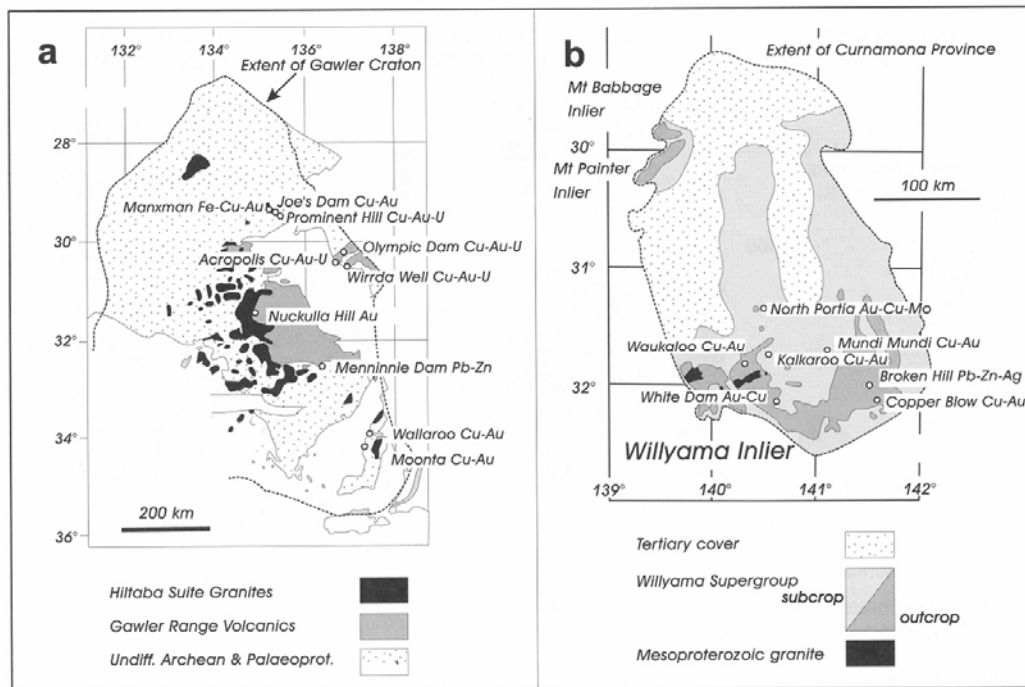 a
132°
134°
136°
138°
Extent of Gawler Craton
28°
30°
32°
34°
36°
Manxman Fe-Cu-Au
Joe's Dam Cu-Au
Prominent Hill Cu-Au-U
Olympic Dam Cu-Au-U
Acropolis Cu-Au-U
Wirrda Well Cu-Au-U
Nuckulla Hill Au
Menninnie Dam Pb-Zn
Wallaroo Cu-Au
Moonta Cu-Au
200 km
Hiltaba Suite Granites
Gawler Range Volcanics
Undiff. Archean & Palaeoprot.
b
Extent of Curnamona Province
Mt Babbage
Inlier
30°
Mt Painter
Inlier
100 km
31°
North Portia Au-Cu-Mo
Waukaloo Cu-Au
Mundi Mundi Cu-Au
Kalkaroo Cu-Au
Broken Hill Pb-Zn-Ag
32°
White Dam Au-Cu
Copper Blow Cu-Au
Willyama Inlier
139°
140°
141°
142°
Tertiary cover
Willyama Supergroup
subcrop
outcrop
Mesoproterozoic granite